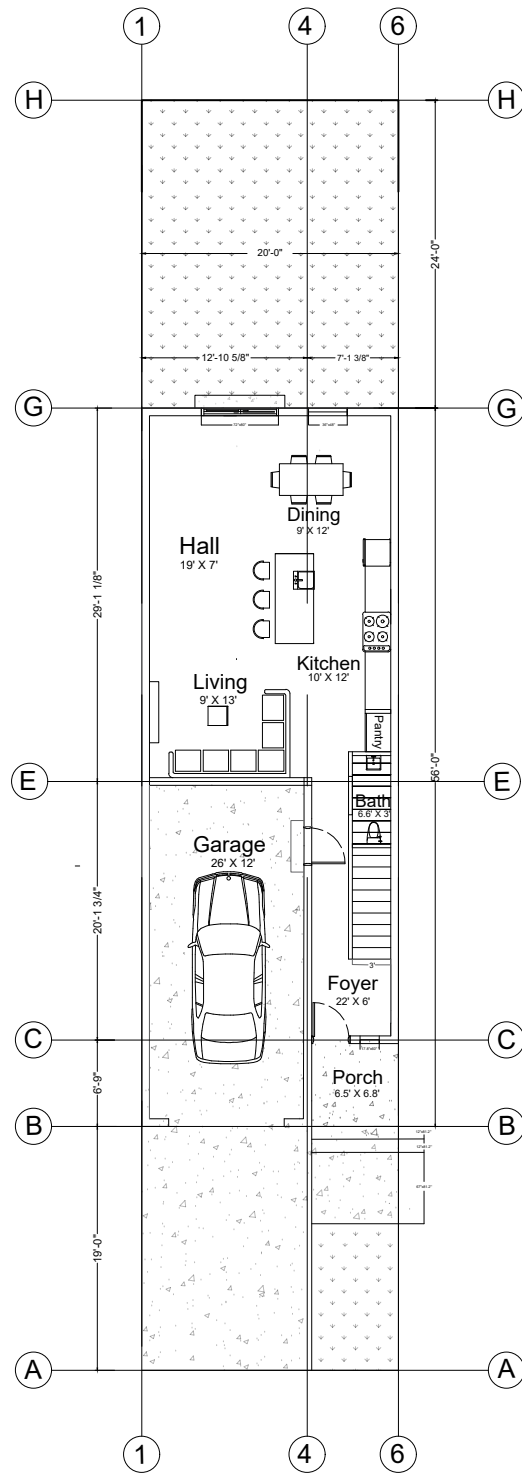 1
4
6
H
H
20'-0"
24'-0"
12'-10 5/8"
7'-1 3/8"
G
G
Dining
9' X 12'
Hall
19' X 7'
29'-1 1/8"
Kitchen
10' X 12'
Living
9' X 13'
Pantry
E
E
56'-0"
Bath
6.6' X 3'
Garage
26' X 12'
20'-1 3/4"
3'
Foyer
22' X 6'
C
C
Porch
6.5' X 6.8'
6'-9"
B
B
19'-0"
A
A
1
4
6